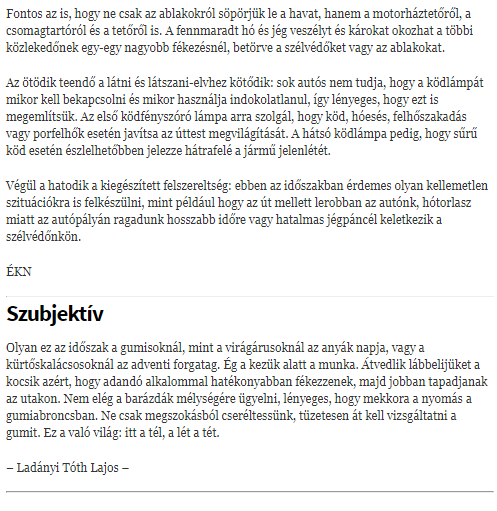 Fontos az is, hogy ne csak az ablakokról söpörjük le a havat, hanem a motorháztetőről, a
csomagtartóról és a tetőről is. A fennmaradt hó és jég veszélyt és károkat okozhat a többi
közlekedőnek egy-egy nagyobb fékezésnél, betörve a szélvédőket vagy az ablakokat.
Az ötödik teendő a látni és látszani-elvhez kötődik: sok autós nem tudja, hogy a ködlámpát
mikor kell bekapcsolni és mikor használja indokolatlanul, így lényeges, hogy ezt is
megemlítsük. Az első ködfényszóró lámpa arra szolgál, hogy köd, hóesés, felhőszakadás
vagy porfelhők esetén javítsa az úttest megvilágítását. A hátsó ködlámpa pedig, hogy sűrű
köd esetén észlelhetőbben jelezze hátrafelé a jármű jelenlétét.
Végül a hatodik a kiegészített felszereltség: ebben az időszakban érdemes olyan kellemetlen
szituációkra is felkészülni, mint például hogy az út mellett lerobban az autónk, hótorlasz
miatt az autópályán ragadunk hosszabb időre vagy hatalmas jégpáncél keletkezik a
szélvédőnkön.
ÉKN
Szubjektív
Olyan ez az időszak a gumisoknál, mint a virágárusoknál az anyák napja, vagy a
kürtőskalácsosoknál az adventi forgatag. Ég a kezük alatt a munka. Átvedlik lábbelijüket a
kocsik azért, hogy adandó alkalommal hatékonyabban fékezzenek, majd jobban tapadjanak
az utakon. Nem elég a barázdák mélységére ügyelni, lényeges, hogy mekkora a nyomás a
gumiabroncsban. Ne csak megszokásból cseréltessünk, tüzetesen át kell vizsgáltatni a
gumit. Ez a való világ: itt a tél, a lét a tét.
– Ladányi Tóth Lajos –